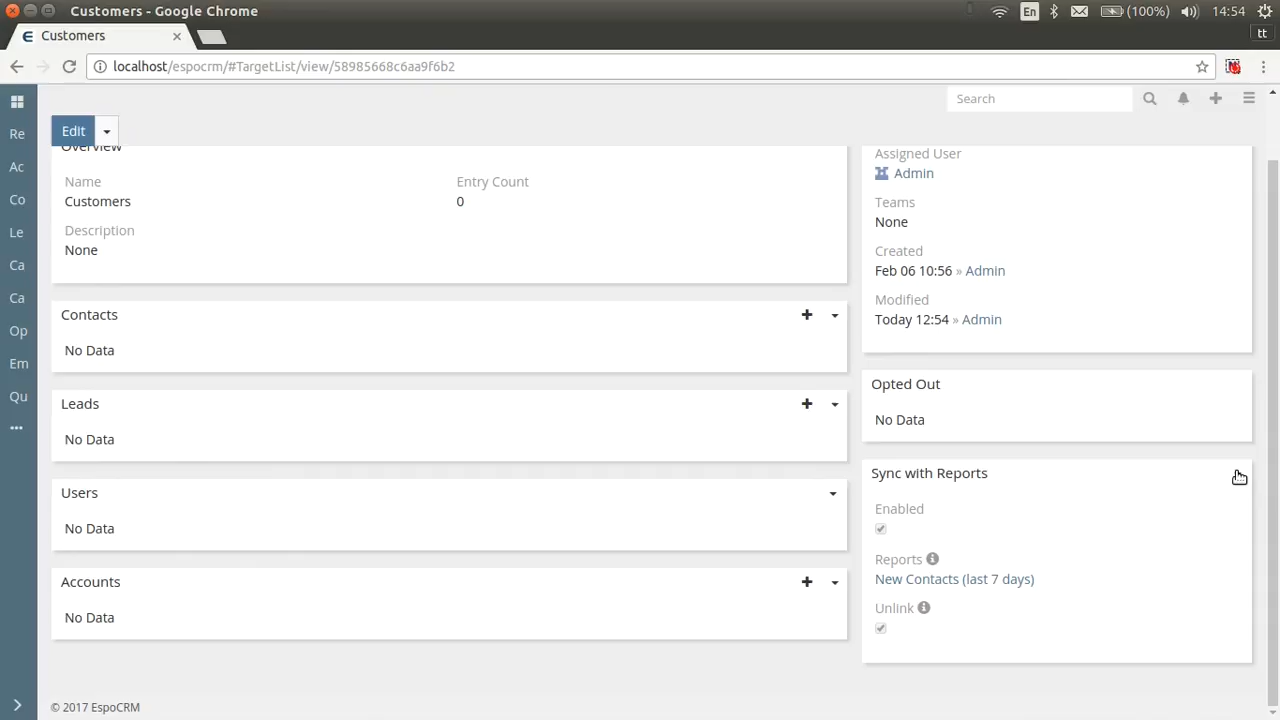 Customers - Google Chrome
En
(100%)
14:54
Customers
tt
localhost/espocrm/#TargetList/view/58985668c6aa9f6b2
Search
Edit
Re
Ac
Co
Le
Ca
Ca
Op
Em
Qu
Overview
Name
Customers
Entry Count
0
Description
None
Contacts
No Data
Leads
No Data
Users
No Data
Accounts
No Data
Assigned User
Admin
Teams
None
Created
Feb 06 10:56 » Admin
Modified
Today 12:54 » Admin
Opted Out
No Data
Sync with Reports
Enabled
Reports
New Contacts (last 7 days)
Unlink
© 2017 EspoCRM